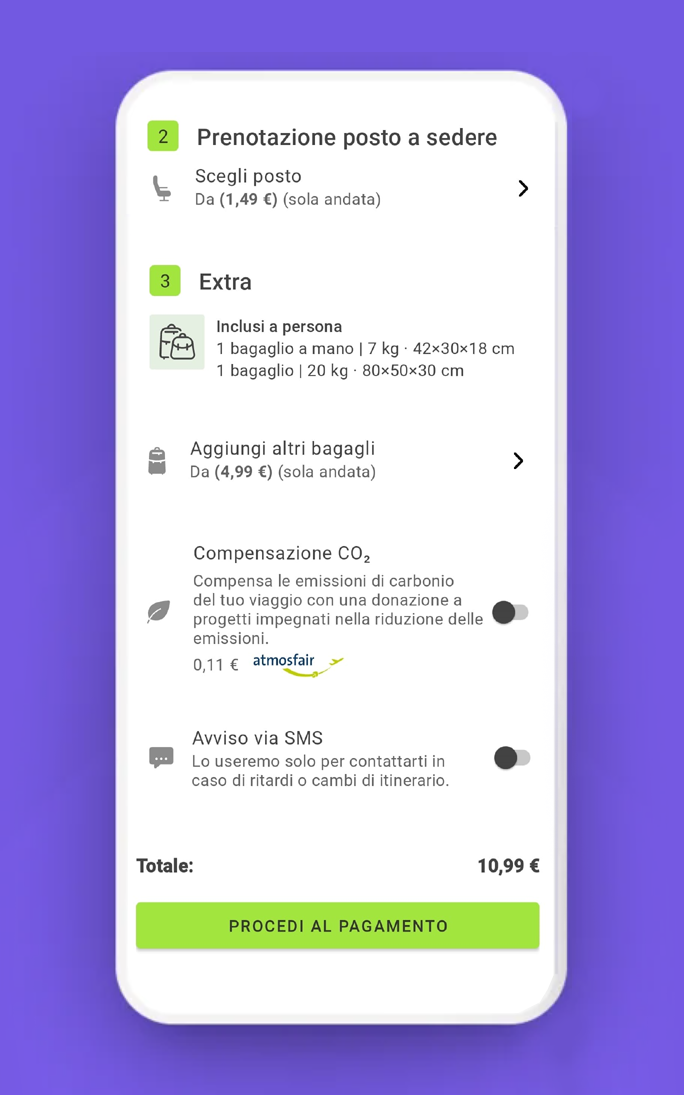 2 Prenotazione posto a sedere
Scegli posto
Da (1,49 €) (sola andata)
3 Extra
Inclusi a persona
1 bagaglio a mano | 7 kg · 42×30×18 cm
1 bagaglio | 20 kg · 80×50×30 cm
Aggiungi altri bagagli
Da (4,99 €) (sola andata)
Compensazione CO₂
Compensa le emissioni di carbonio
del tuo viaggio con una donazione a
progetti impegnati nella riduzione delle
emissioni.
0,11 € atmosfair
Avviso via SMS
Lo useremo solo per contattarti in
caso di ritardi o cambi di itinerario.
Totale: 10,99 €
PROCEDI AL PAGAMENTO